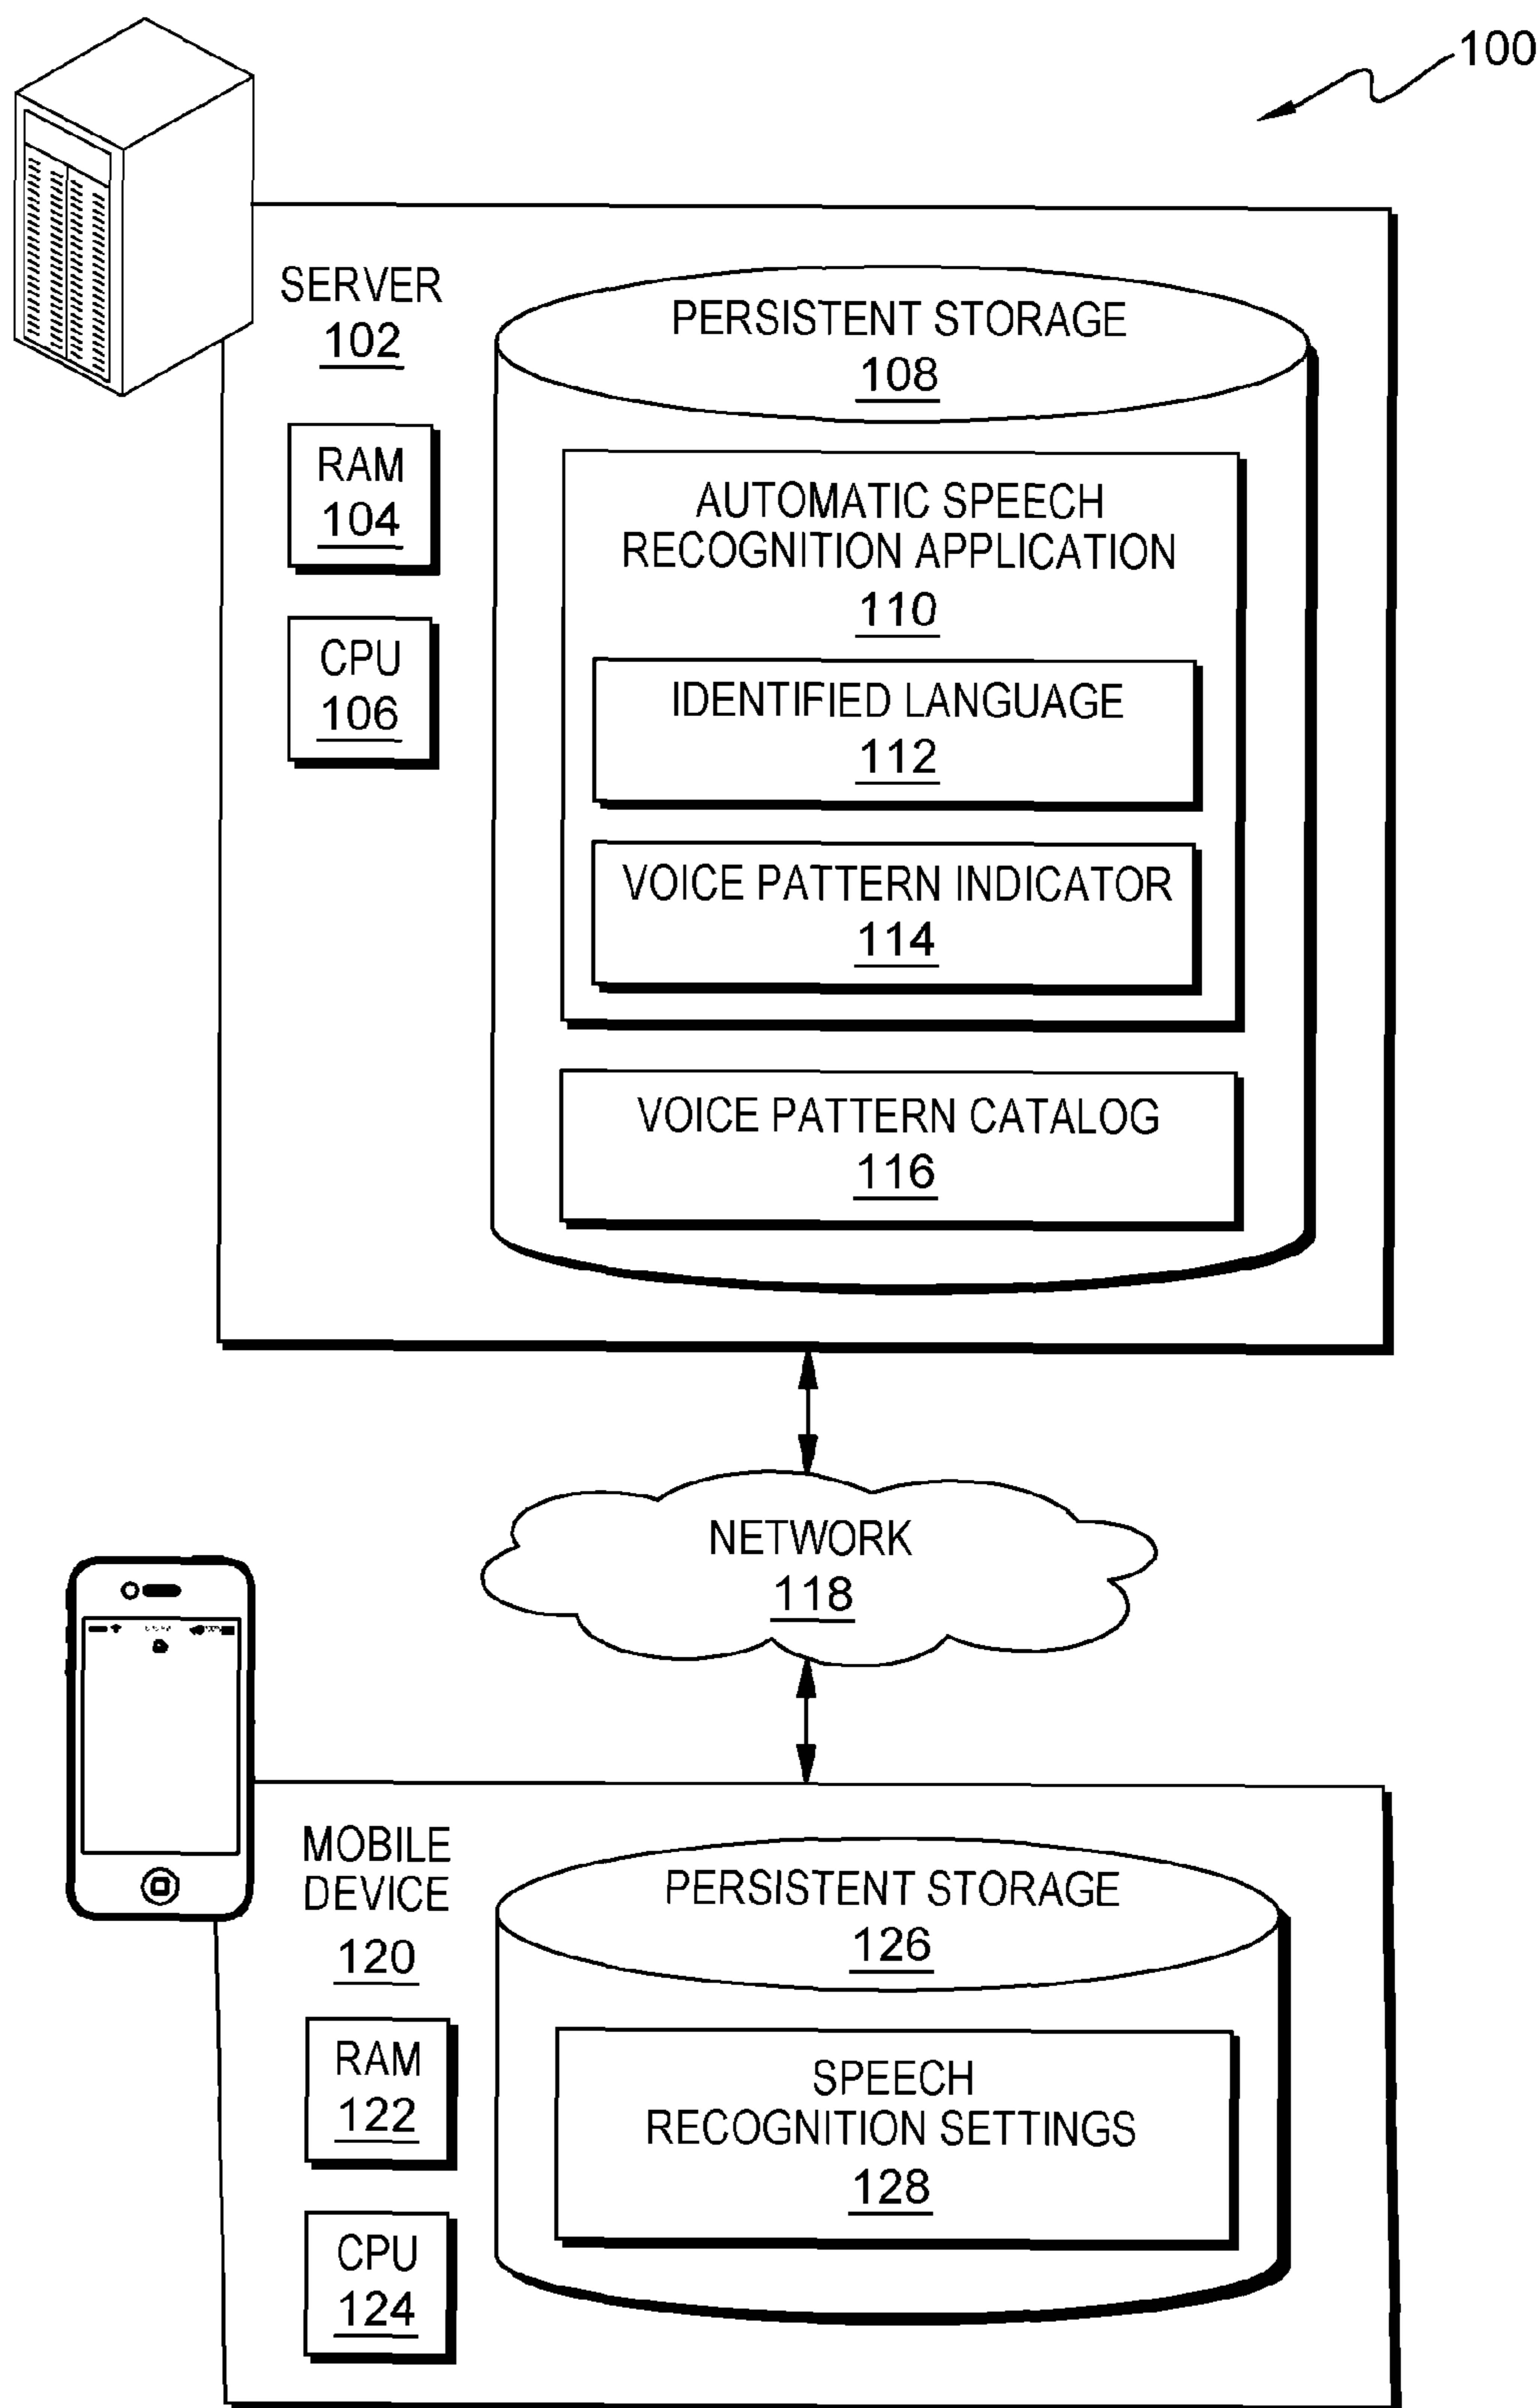 100
SERVER
102
PERSISTENT STORAGE
108
RAM
104
CPU
106
AUTOMATIC SPEECH
RECOGNITION APPLICATION
110
IDENTIFIED LANGUAGE
112
VOICE PATTERN INDICATOR
114
VOICE PATTERN CATALOG
116
NETWORK
118
MOBILE
DEVICE
120
PERSISTENT STORAGE
126
RAM
122
CPU
124
SPEECH
RECOGNITION SETTINGS
128